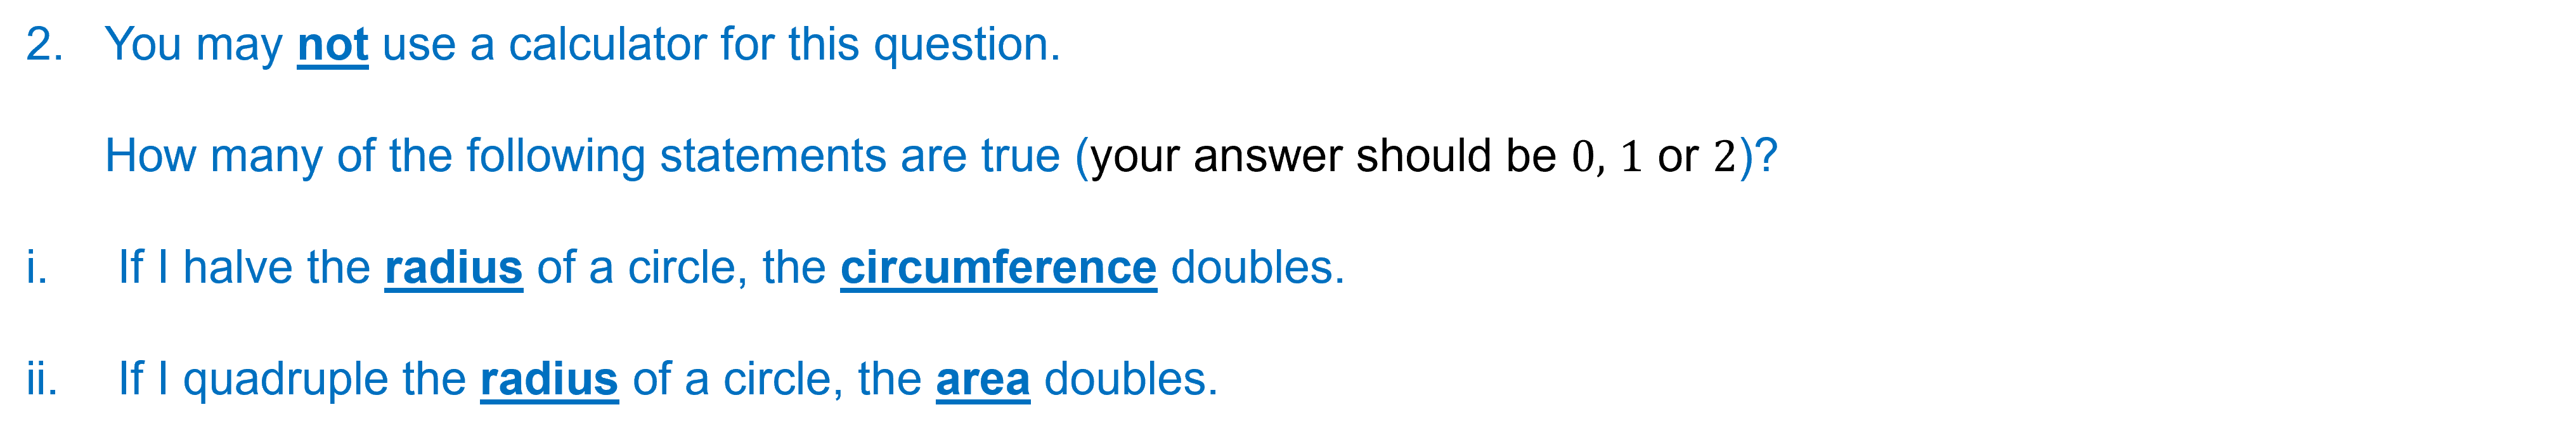 2. You may not use a calculator for this question.
How many of the following statements are true (your answer should be 0, 1 or 2)?
i. If I halve the radius of a circle, the circumference doubles.
ii. If I quadruple the radius of a circle, the area doubles.